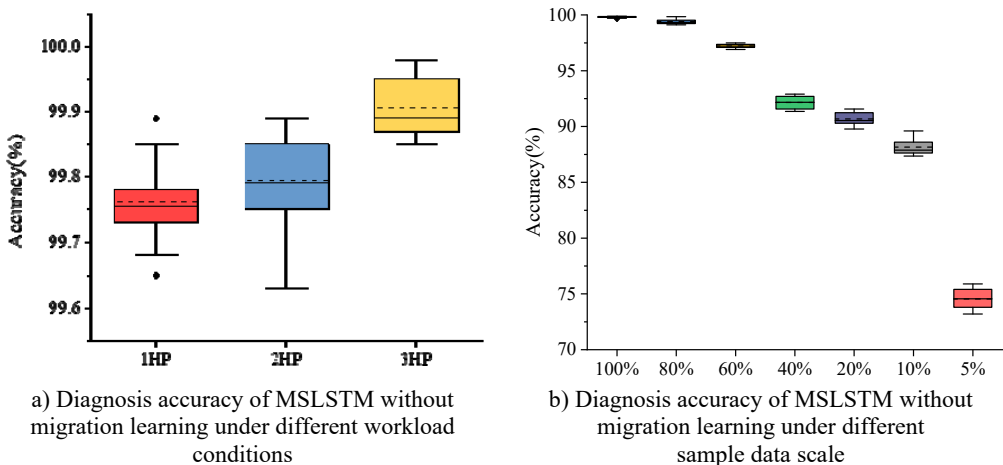 Accuracy(%)
100.0
99.9
99.8
99.7
99.6
1HP
2HP
3HP
a) Diagnosis accuracy of MSLSTM without
migration learning under different workload
conditions
Accuracy(%)
100
95
90
85
80
75
70
100%
80%
60%
40%
20%
10%
5%
b) Diagnosis accuracy of MSLSTM without
migration learning under different
sample data scale